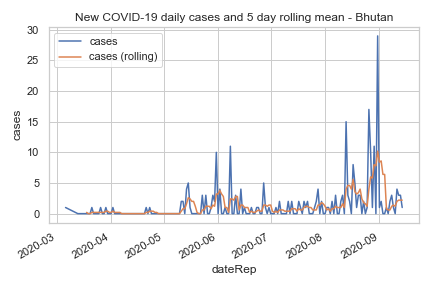 New COVID-19 daily cases and 5 day rolling mean - Bhutan
30
25
20
15
10
5
0
cases
cases
cases (rolling)
2020-03
2020-04
2020-05
2020-06
2020-07
2020-08
2020-09
dateRep